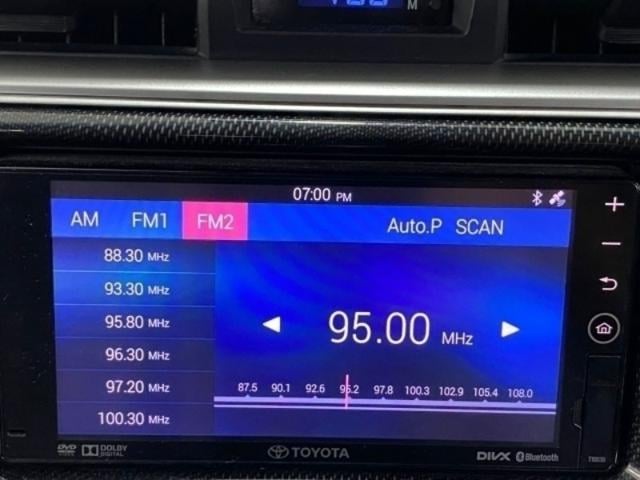 M
07:00 PM
AM FM1 FM2 Auto.P SCAN
88.30 MHz
93.30 MHz
95.80 MHz
96.30 MHz
97.20 MHz
100.30 MHz
95.00 MHz
87.5 90.1 92.6 95.2 97.8 100.3 102.9 105.4 108.0
DVD DOLBY DIGITAL TOYOTA DIVX Bluetooth